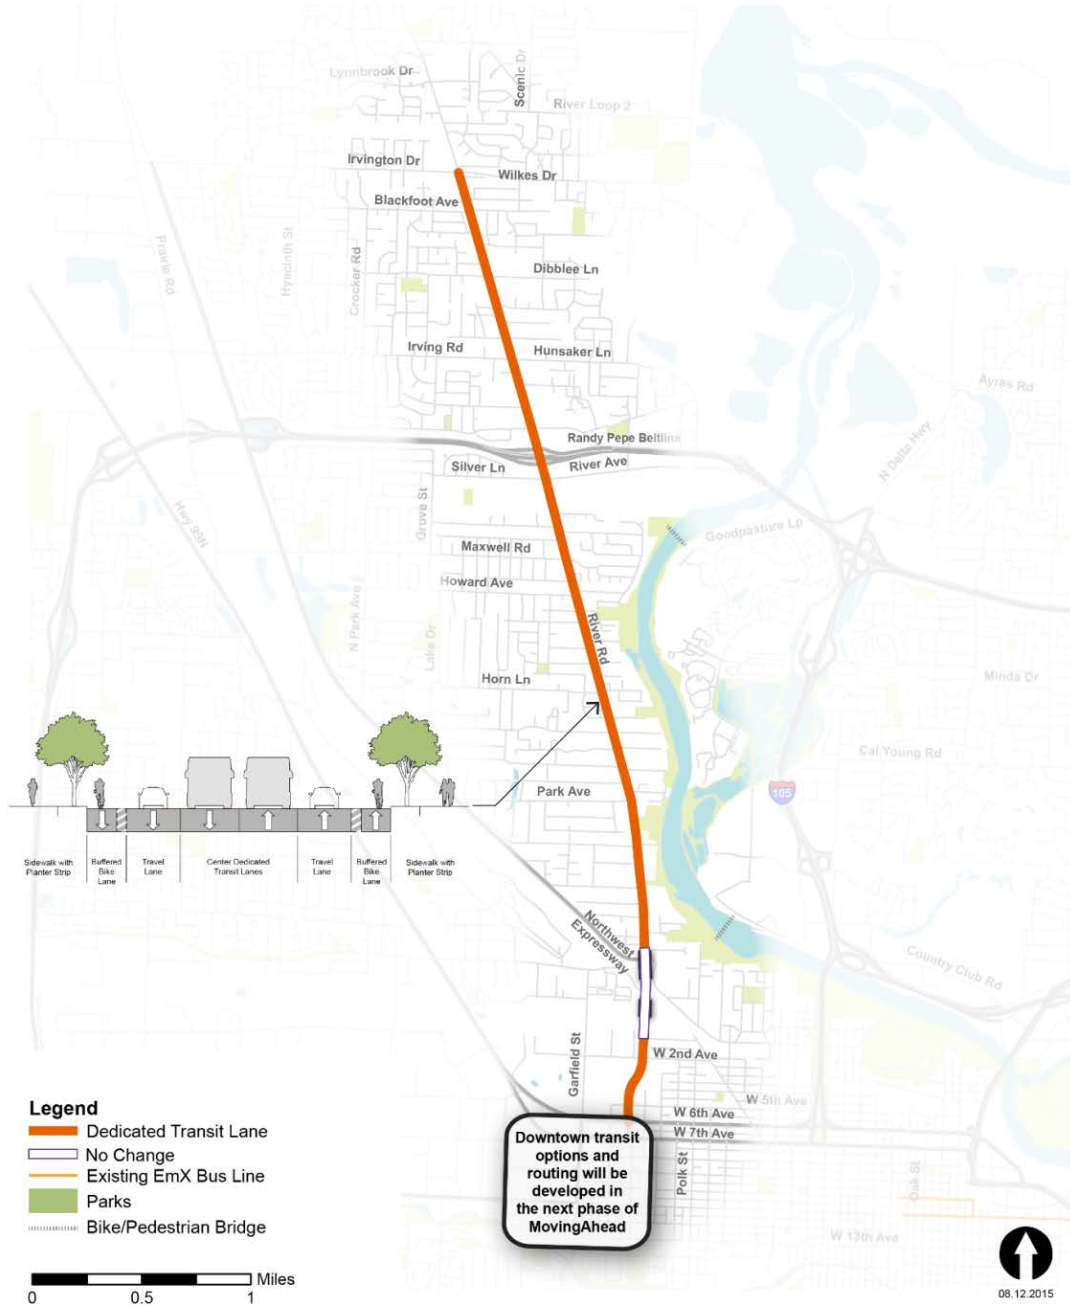 Lynnbrook Dr
Scenic Dr
River Loop 2
Irvington Dr
Wilkes Dr
Blackfoot Ave
Prairie Rd
Hyacinth St
Crocker Rd
Dibblee Ln
Irving Rd
Hunsaker Ln
Ayres Rd
Randy Pape Beltline
Silver Ln
River Ave
N Delta Hwy
Grove St
Hwy 99N
Goodpasture Lp
Maxwell Rd
Howard Ave
N Park Ave
Lake Dr
River Rd
Horn Ln
Minda Dr
Cal Young Rd
105
Park Ave
Sidewalk with
Planter Strip
Buffered
Bike
Lane
Travel
Lane
Center Dedicated
Transit Lanes
Travel
Lane
Buffered
Bike
Lane
Sidewalk with
Planter Strip
Northwest
Expressway
Country Club Rd
Garfield St
W 2nd Ave
W 5th Ave
W 6th Ave
W 7th Ave
Polk St
Oak St
W 13th Ave
Downtown transit
options and
routing will be
developed in
the next phase of
MovingAhead
Legend
Dedicated Transit Lane
No Change
Existing EmX Bus Line
Parks
Bike/Pedestrian Bridge
Miles
0 0.5 1
08.12.2015